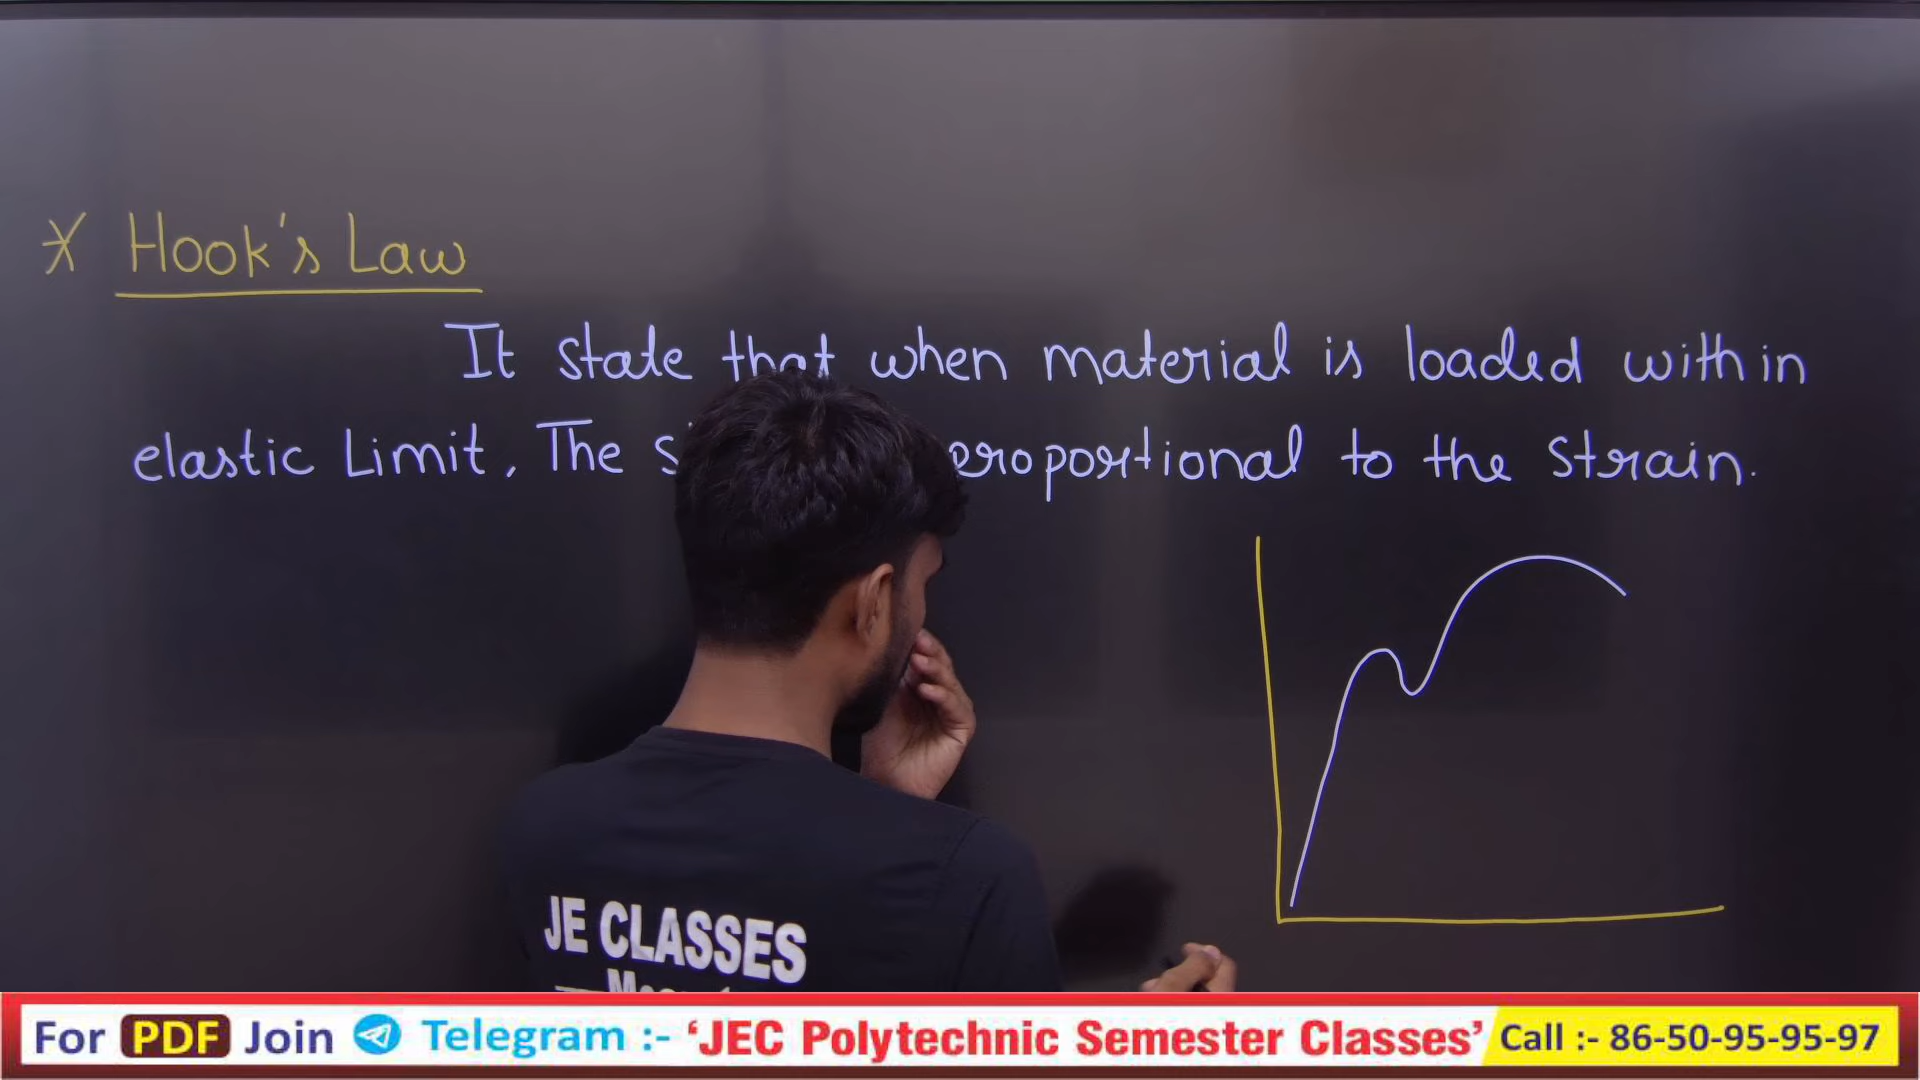 * Hook's Law
It state that when material is loaded with in
elastic Limit, The proportional to the Strain.
JE CLASSES
For PDF Join Telegram :- 'JEC Polytechnic Semester Classes' Call :- 86-50-95-95-97